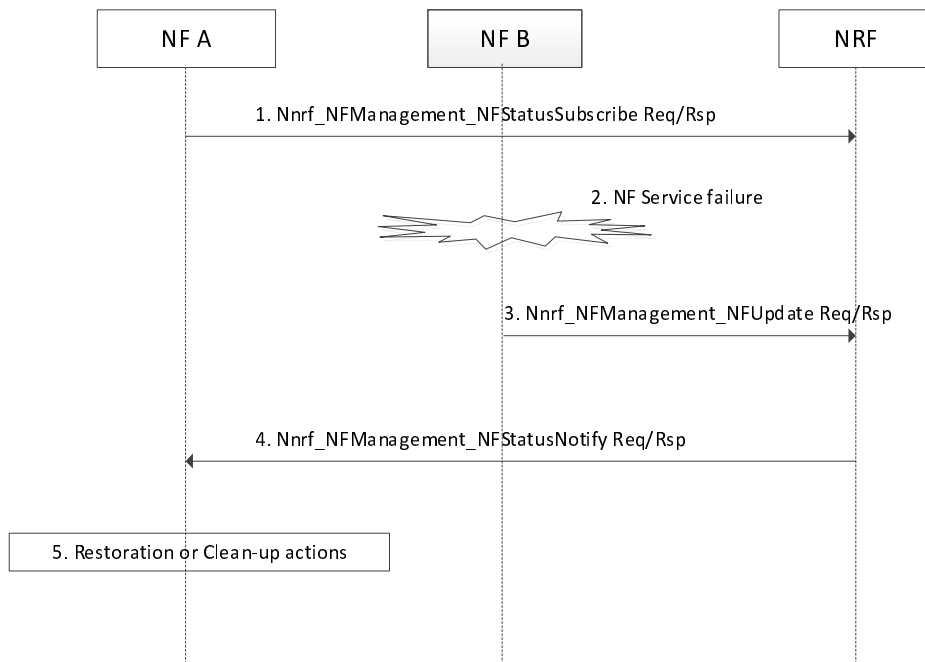 NF A
NF B
NRF
1. Nnrf_NFManagement_NFStatusSubscribe Req/Rsp
2. NF Service failure
3. Nnrf_NFManagement_NFUpdate Req/Rsp
4. Nnrf_NFManagement_NFStatusNotify Req/Rsp
5. Restoration or Clean-up actions